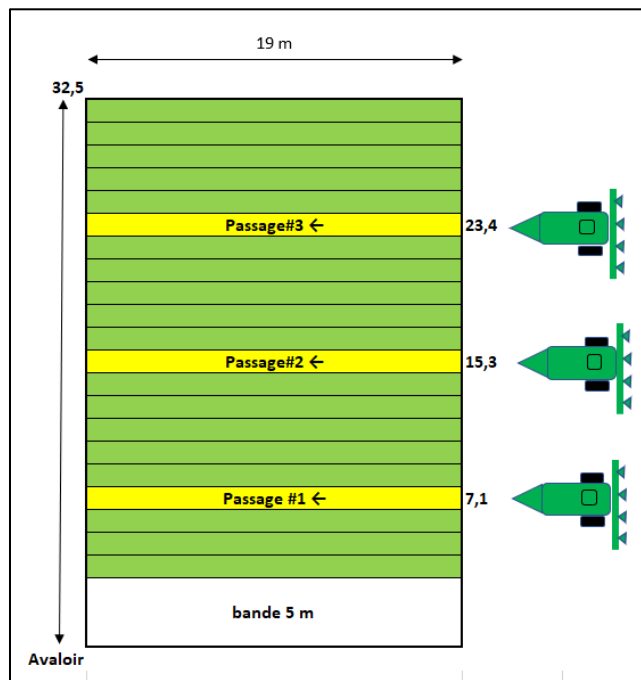 19 m
32,5
Passage#3 ← 23,4
Passage#2 ← 15,3
Passage #1 ← 7,1
bande 5 m
Avaloir